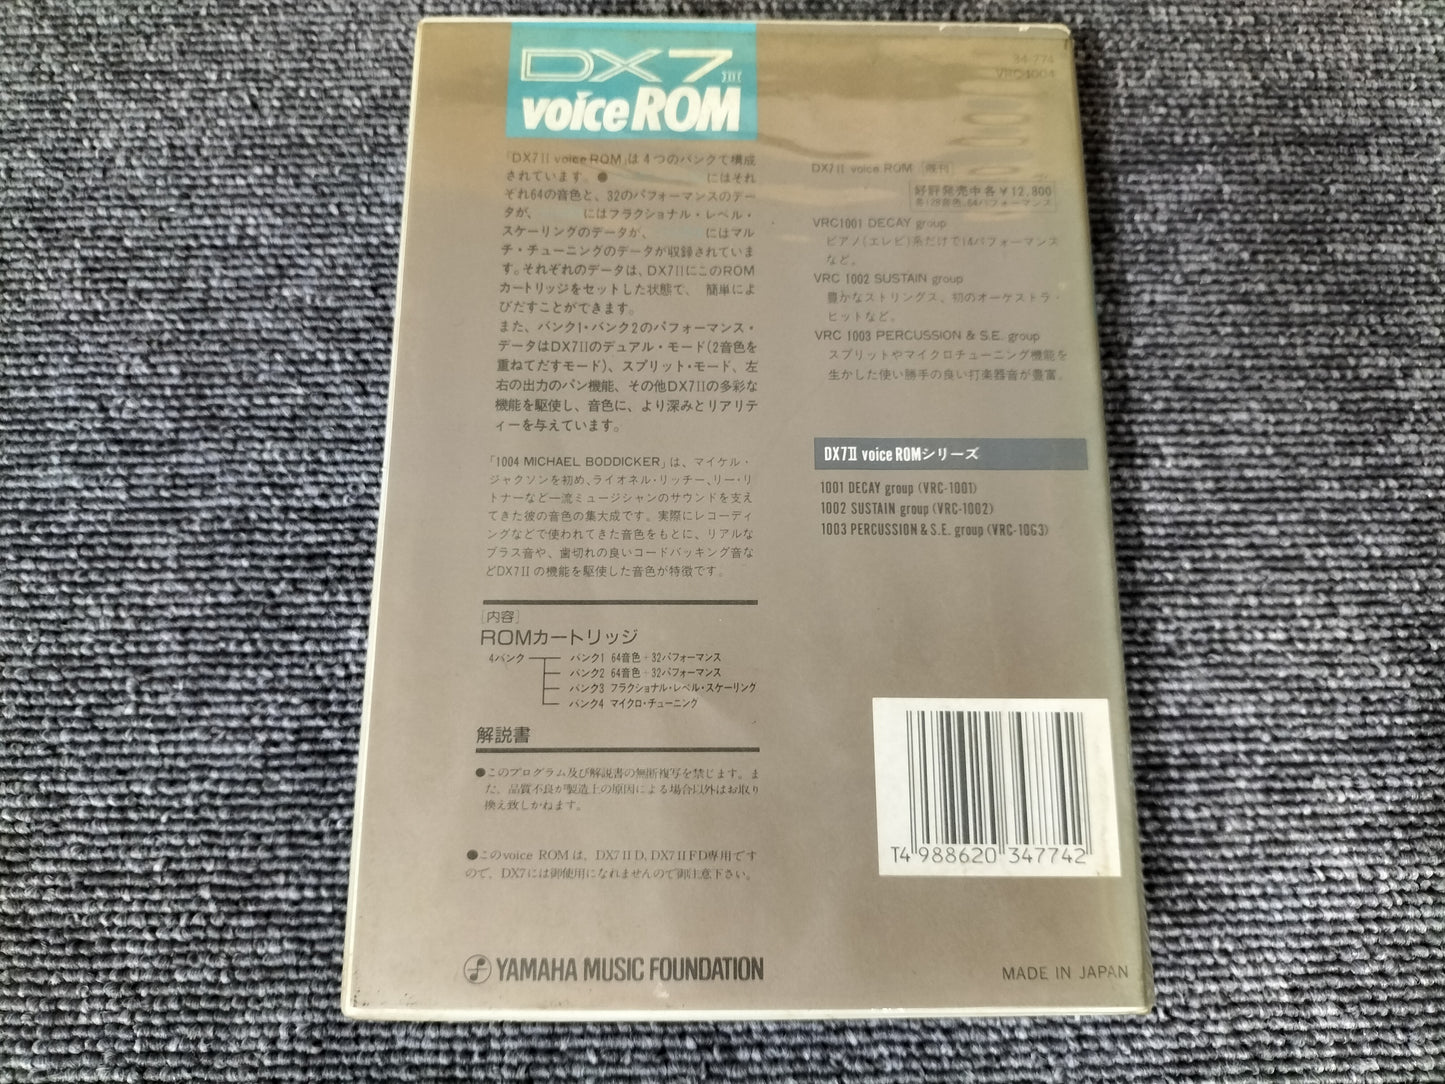 DX7II
voice ROM
「DX7II voice ROM」は4つのバンクで構成
されています。● にはそれ
ぞれ64の音色と、32のパフォーマンスのデー
タが、 にはフラクショナル・レベル・
スケーリングのデータが、 にはマル
チ・チューニングのデータが収録されていま
す。それぞれのデータは、DX7IIにこのROM
カートリッジをセットした状態で、 簡単によ
びだすことができます。
また、バンク1・バンク2のパフォーマンス・
データはDX7IIのデュアル・モード(2音色を
重ねてだすモード)、スプリット・モード、左
右の出力のパン機能、その他DX7IIの多彩な
機能を駆使し、音色に、より深みとリアリテ
ィーを与えています。
「1004 MICHAEL BODDICKER」は、マイケル・
ジャクソンを初め、ライオネル・リッチー、リー・リ
トナーなど一流ミュージシャンのサウンドを支え
てきた彼の音色の集大成です。実際にレコーディ
ングなどで使われてきた音色をもとに、リアルな
ブラス音や、歯切れの良いコードバッキング音な
どDX7IIの機能を駆使した音色が特徴です。
[内容]
ROMカートリッジ
4バンク
バンク1 64音色・32パフォーマンス
バンク2 64音色・32パフォーマンス
バンク3 フラクショナル・レベル・スケーリング
バンク4 マイクロ・チューニング
解説書
●このプログラム及び解説書の無断複写を禁じます。ま
た、品質不良が製造上の原因による場合以外はお取り
換え致しかねます。
●このvoice ROMは、DX7IID、DX7IIFD専用です
ので、DX7には御使用になれませんので御注意下さい。
YAMAHA MUSIC FOUNDATION
34-774
VRC-1004
DX7II voice ROM 「既刊」
好評発売中各¥12,800
各128音色、64パフォーマンス
VRC1001 DECAY group
ピアノ(エレピ)系だけで14パフォーマンス
など。
VRC 1002 SUSTAIN group
豊かなストリングス、初のオーケストラ・
ヒットなど。
VRC 1003 PERCUSSION & S.E. group
スプリットやマイクロチューニング機能を
生かした使い勝手の良い打楽器音が豊富。
DX7II voice ROMシリーズ
1001 DECAY group (VRC-1001)
1002 SUSTAIN group (VRC-1002)
1003 PERCUSSION & S.E. group (VRC-1003)
T4 988620 347742
MADE IN JAPAN